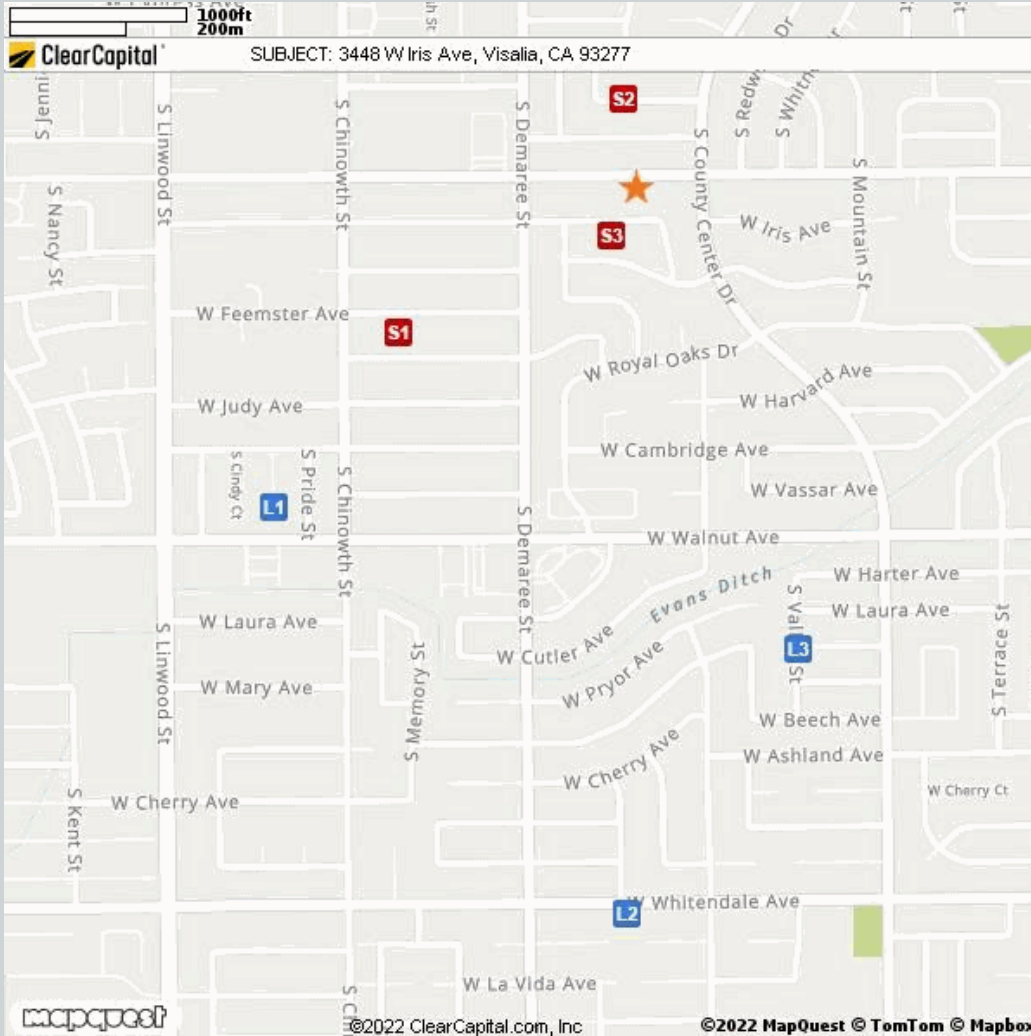 1000ft
200m
ClearCapital
SUBJECT: 3448 W Iris Ave, Visalia, CA 93277
S2
S Linwood St
S Chinowth St
S Demaree St
S County Center Dr
S Mountain St
S Nancy St
S3
W Iris Ave
W Feemster Ave
S1
W Royal Oaks Dr
W Harvard Ave
W Judy Ave
W Cambridge Ave
S Cindy Ct
S Pride St
S Chinowth St
L1
W Vassar Ave
S Demaree St
W Walnut Ave
Evans Ditch
W Harter Ave
W Laura Ave
W Laura Ave
S Linwood St
S Memory St
W Cutler Ave
L3
S Terrace St
W Mary Ave
W Pryor Ave
W Beech Ave
W Ashland Ave
W Cherry Ave
S Kent St
W Cherry Ave
W Cherry Ct
L2
W Whitendale Ave
W La Vida Ave
mapquest
©2022 ClearCapital.com, Inc
©2022 MapQuest © TomTom © Mapbox